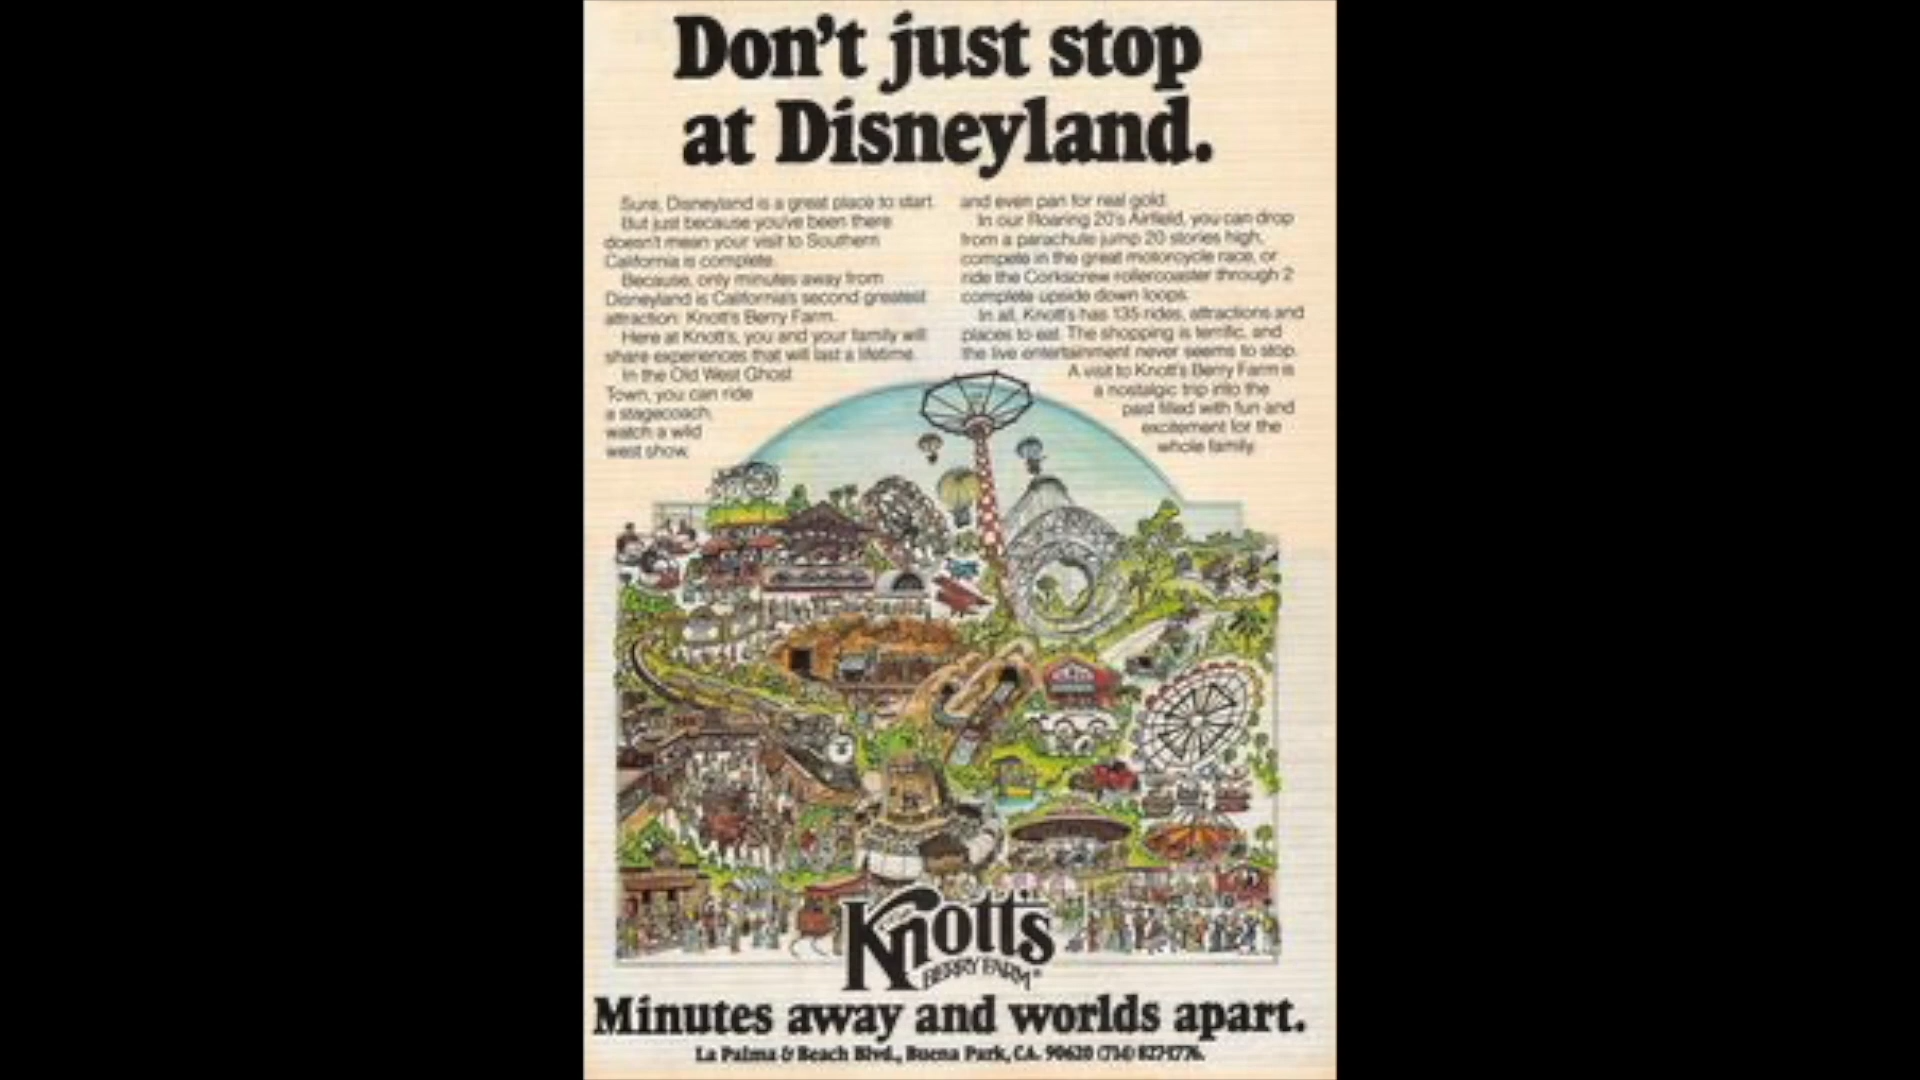 Don't just stop
at Disneyland.
Sure, Disneyland is a great place to start.
But just because you've been there
doesn't mean your visit to Southern
California is complete.
Because, only minutes away from
Disneyland is California's second greatest
attraction: Knott's Berry Farm.
Here at Knott's, you and your family will
share experiences that will last a lifetime.
In the Old West Ghost
Town, you can ride
a stagecoach,
watch a wild
west show,
and even pan for real gold.
In our Roaring 20's Airfield, you can drop
from a parachute jump 20 stories high,
compete in the great motorcycle race, or
ride the Corkscrew rollercoaster through 2
complete upside down loops.
In all, Knott's has 135 rides, attractions and
places to eat. The shopping is terrific, and
the live entertainment never seems to stop.
A visit to Knott's Berry Farm is
a nostalgic trip into the
past filled with fun and
excitement for the
whole family.
Knott's
BERRY FARM®
Minutes away and worlds apart.
La Palma & Beach Blvd., Buena Park, CA. 90620 (714) 827-1776.